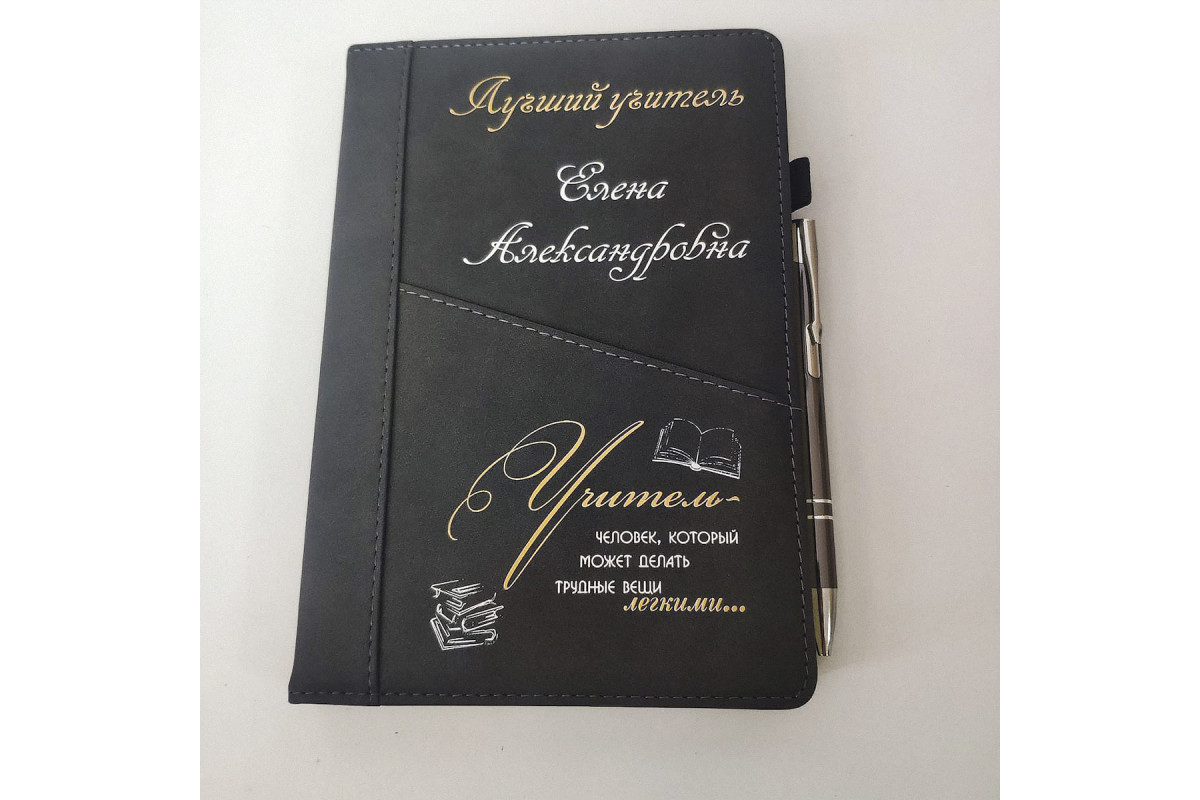 Лучший учитель
Елена
Александровна
Учитель-
ЧЕЛОВЕК, КОТОРЫЙ
МОЖЕТ ДЕЛАТЬ
ТРУДНЫЕ ВЕЩИ
легкими...